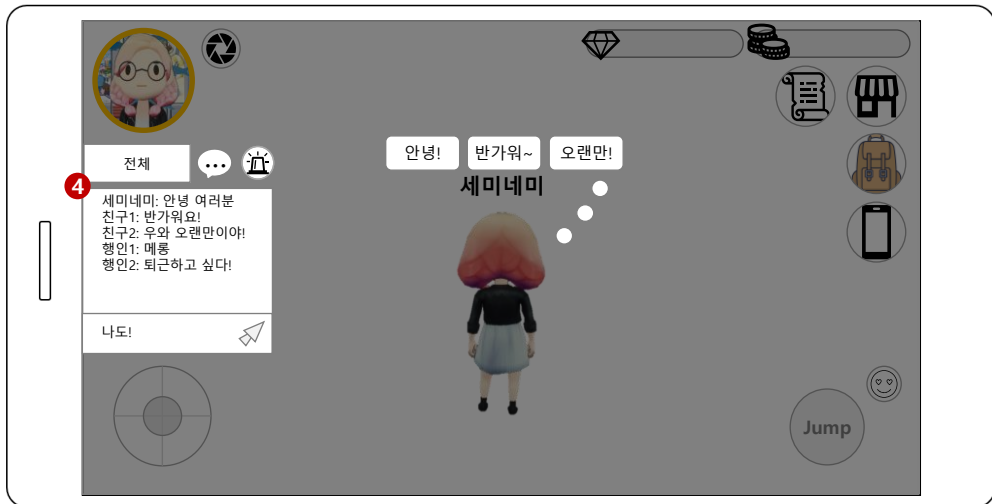 안녕!
반가워~
오랜만!
세미네미
전체
4
세미네미: 안녕 여러분
친구1: 반가워요!
친구2: 우와 오랜만이야!
행인1: 메롱
행인2: 퇴근하고 싶다!
나도!
Jump